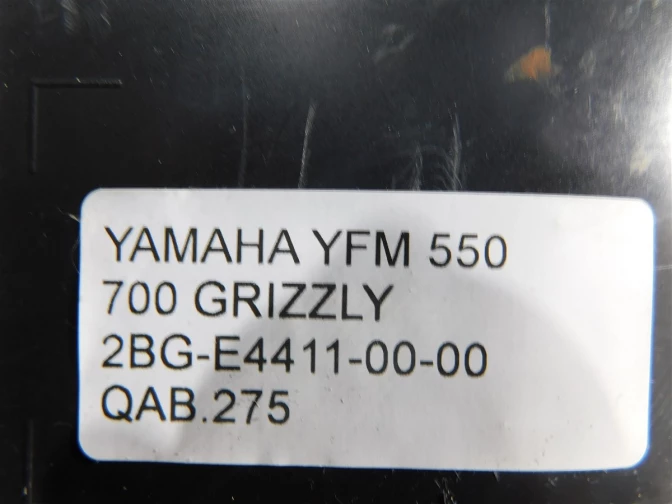 YAMAHA YFM 550
700 GRIZZLY
2BG-E4411-00-00
QAB.275